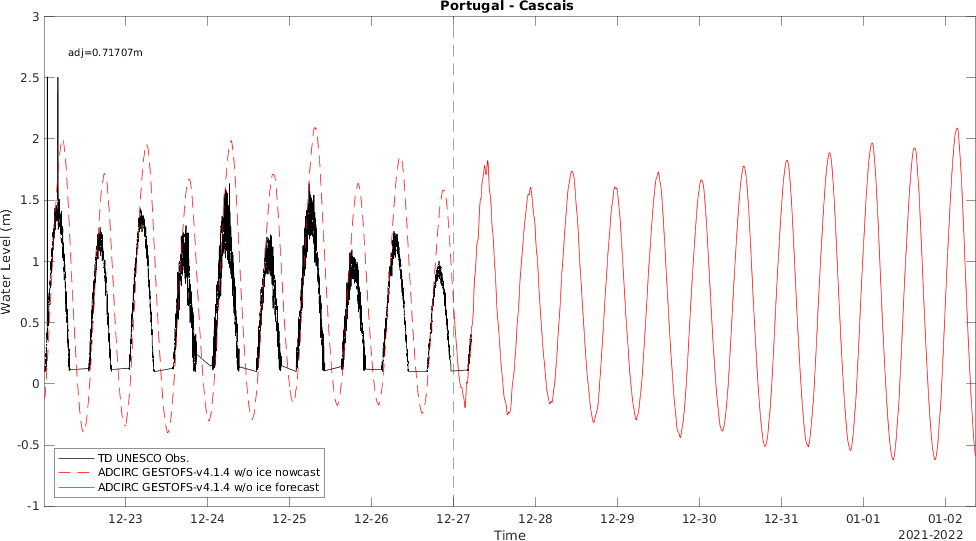 Portugal - Cascais
3
adj=0.71707m
2.5
2
1.5
1
0.5
0
-0.5
-1
Water Level (m)
TD UNESCO Obs.
ADCIRC GESTOFS-v4.1.4 w/o ice nowcast
ADCIRC GESTOFS-v4.1.4 w/o ice forecast
12-23 12-24 12-25 12-26 12-27 12-28 12-29 12-30 12-31 01-01 01-02
Time
2021-2022